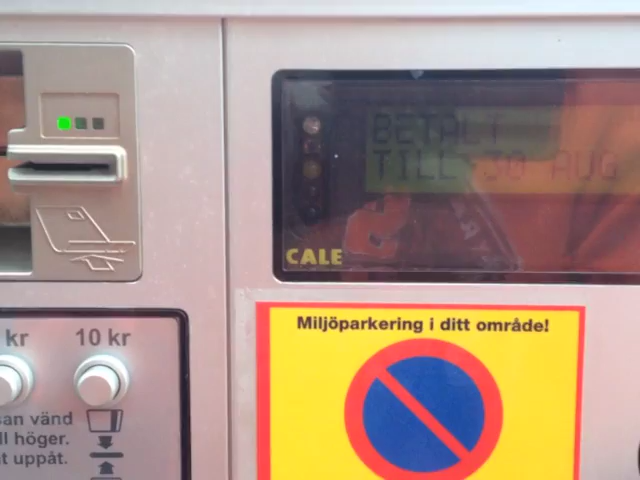 BETALT
TILL 30 AUG
CALE
Miljöparkering i ditt område!
kr
10 kr
san vänd
ll höger.
t uppåt.